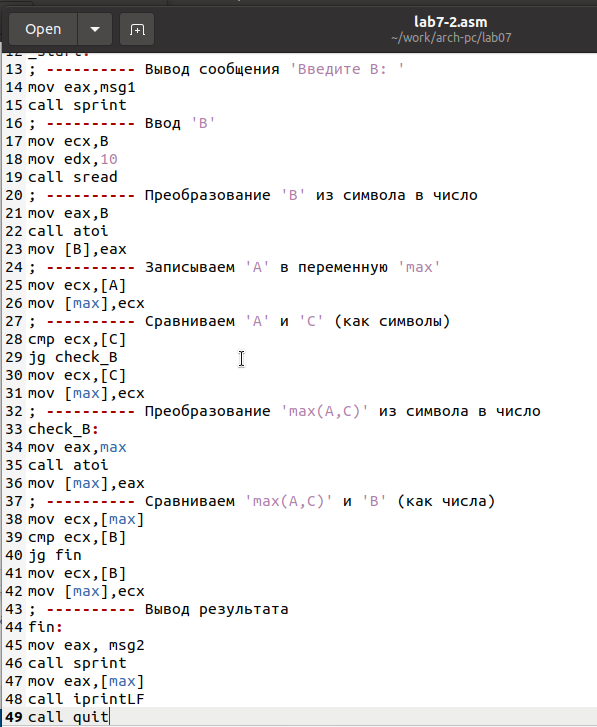 Open
lab7-2.asm
~/work/arch-pc/lab07
12 _start:
13 ; ---------- Вывод сообщения 'Введите B: '
14 mov eax,msg1
15 call sprint
16 ; ---------- Ввод 'B'
17 mov ecx,B
18 mov edx,10
19 call sread
20 ; ---------- Преобразование 'B' из символа в число
21 mov eax,B
22 call atoi
23 mov [B],eax
24 ; ---------- Записываем 'A' в переменную 'max'
25 mov ecx,[A]
26 mov [max],ecx
27 ; ---------- Сравниваем 'A' и 'C' (как символы)
28 cmp ecx,[C]
29 jg check_B
30 mov ecx,[C]
31 mov [max],ecx
32 ; ---------- Преобразование 'max(A,C)' из символа в число
33 check_B:
34 mov eax,max
35 call atoi
36 mov [max],eax
37 ; ---------- Сравниваем 'max(A,C)' и 'B' (как числа)
38 mov ecx,[max]
39 cmp ecx,[B]
40 jg fin
41 mov ecx,[B]
42 mov [max],ecx
43 ; ---------- Вывод результата
44 fin:
45 mov eax, msg2
46 call sprint
47 mov eax,[max]
48 call iprintLF
49 call quit